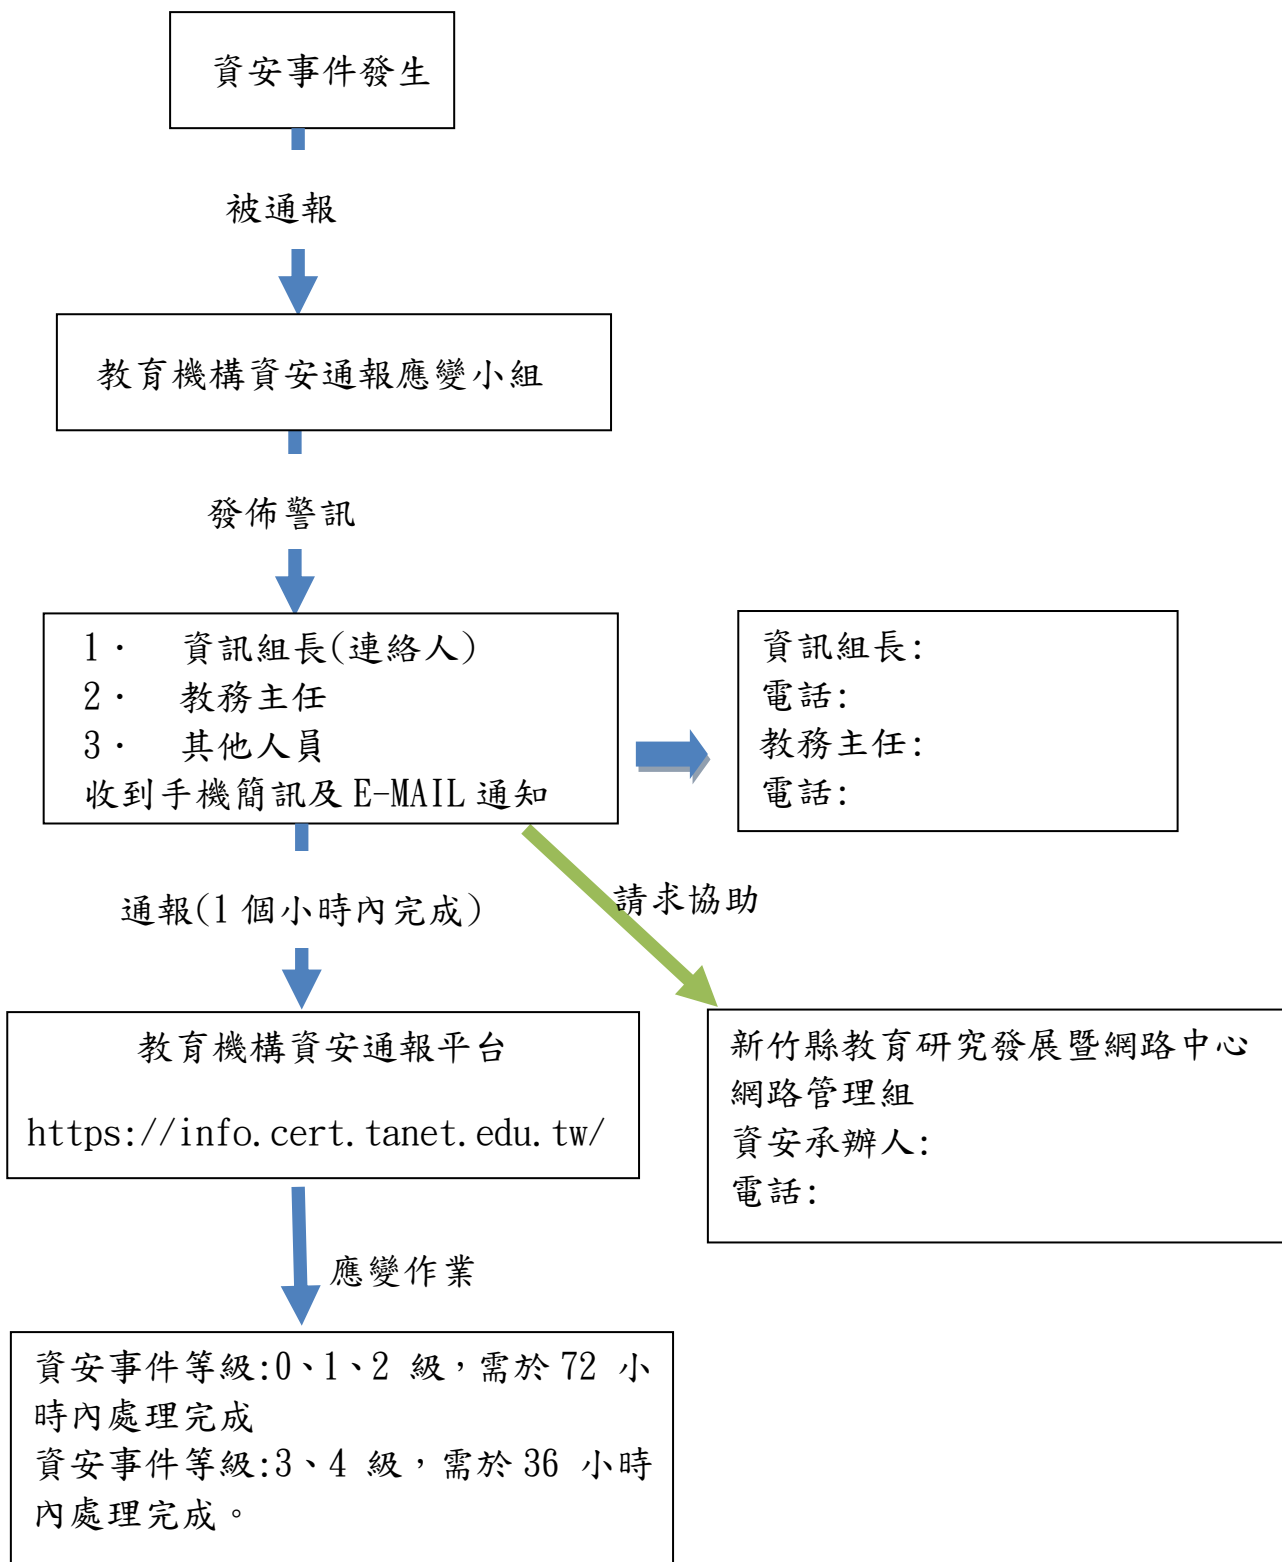 資安事件發生
被通報
教育機構資安通報應變小組
發佈警訊
1. 資訊組長(連絡人)
2. 教務主任
3. 其他人員
收到手機簡訊及 E-MAIL 通知
資訊組長:
電話:
教務主任:
電話:
通報(1 個小時內完成)
請求協助
教育機構資安通報平台
https://info.cert.tanet.edu.tw/
新竹縣教育研究發展暨網路中心
網路管理組
資安承辦人:
電話:
應變作業
資安事件等級:0、1、2 級，需於 72 小
時內處理完成
資安事件等級:3、4 級，需於 36 小時
內處理完成。